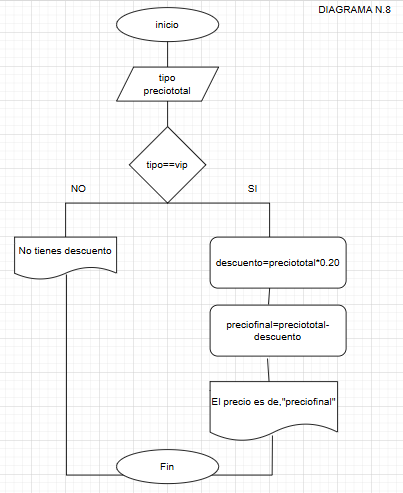 DIAGRAMA N.8
inicio
tipo
preciototal
tipo==vip
NO
SI
No tienes descuento
descuento=preciototal*0.20
preciofinal=preciototal-
descuento
El precio es de,"preciofinal"
Fin